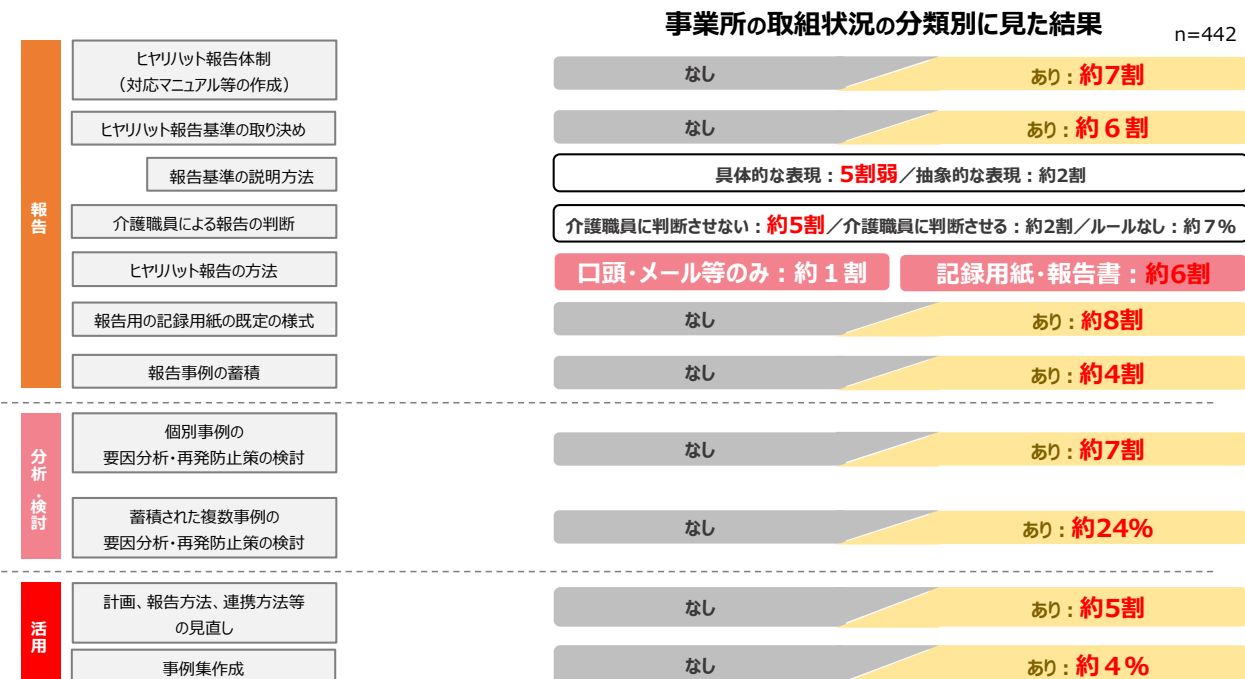 事業所の取組状況の分類別に見た結果
n=442
報告
ヒヤリハット報告体制
（対応マニュアル等の作成）
なし
あり：約7割
ヒヤリハット報告基準の取り決め
なし
あり：約６割
報告基準の説明方法
具体的な表現：5割弱／抽象的な表現：約2割
介護職員による報告の判断
介護職員に判断させない：約5割／介護職員に判断させる：約2割／ルールなし：約７%
ヒヤリハット報告の方法
口頭・メール等のみ：約１割
記録用紙・報告書：約6割
報告用の記録用紙の既定の様式
なし
あり：約8割
報告事例の蓄積
なし
あり：約4割
分析・検討
個別事例の
要因分析・再発防止策の検討
なし
あり：約7割
蓄積された複数事例の
要因分析・再発防止策の検討
なし
あり：約24%
活用
計画、報告方法、連携方法等
の見直し
なし
あり：約5割
事例集作成
なし
あり：約４%